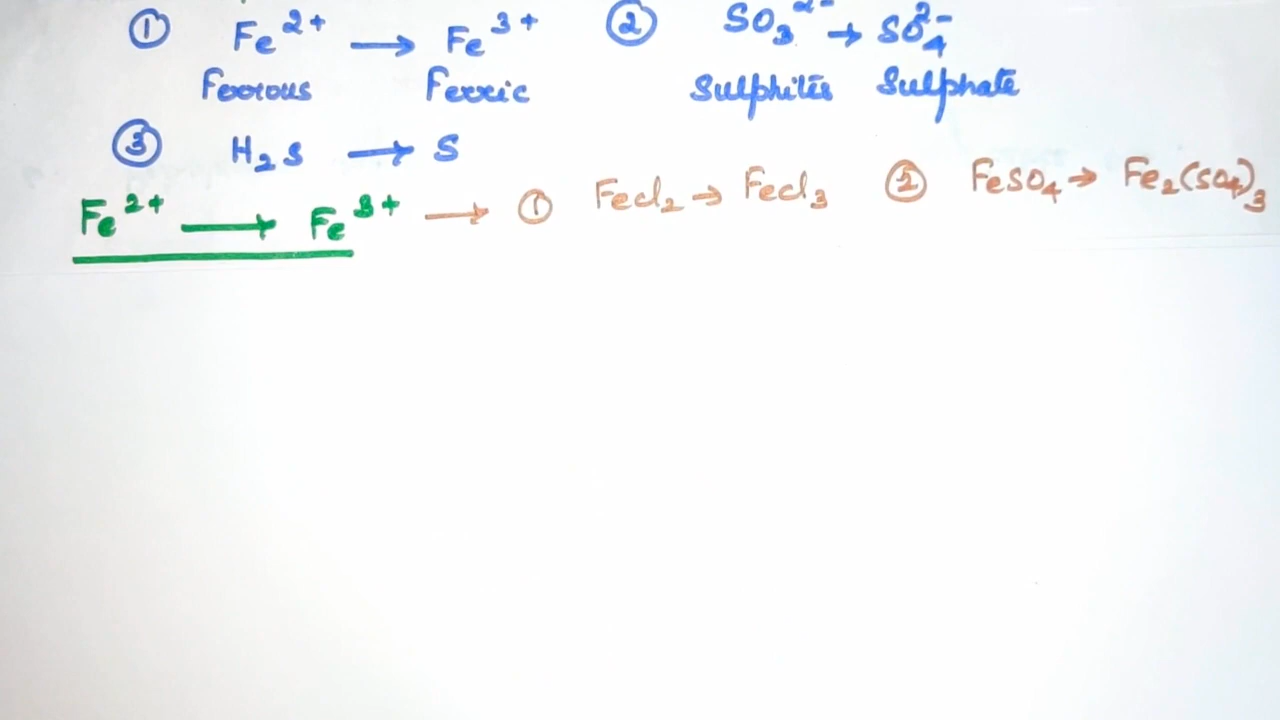 ① Fe²⁺ → Fe³⁺ ② SO₃²⁻ → SO₄²⁻
Ferrous Ferric Sulphites Sulphate
③ H₂S → S
Fe²⁺ → Fe³⁺ → ① FeCl₂ → FeCl₃ ② FeSO₄ → Fe₂(SO₄)₃